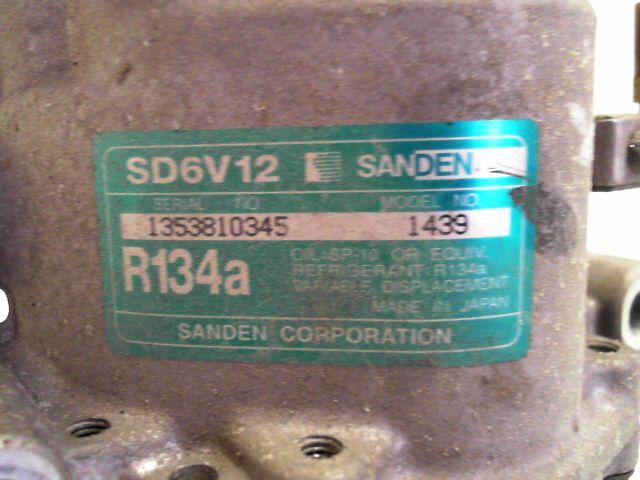 SD6V12 SANDEN
SERIAL NO. MODEL NO.
1353810345 1439
R134a
OIL:SP-10 OR EQUIV.
REFRIGERANT: R134a
VARIABLE DISPLACEMENT
MADE IN JAPAN
SANDEN CORPORATION